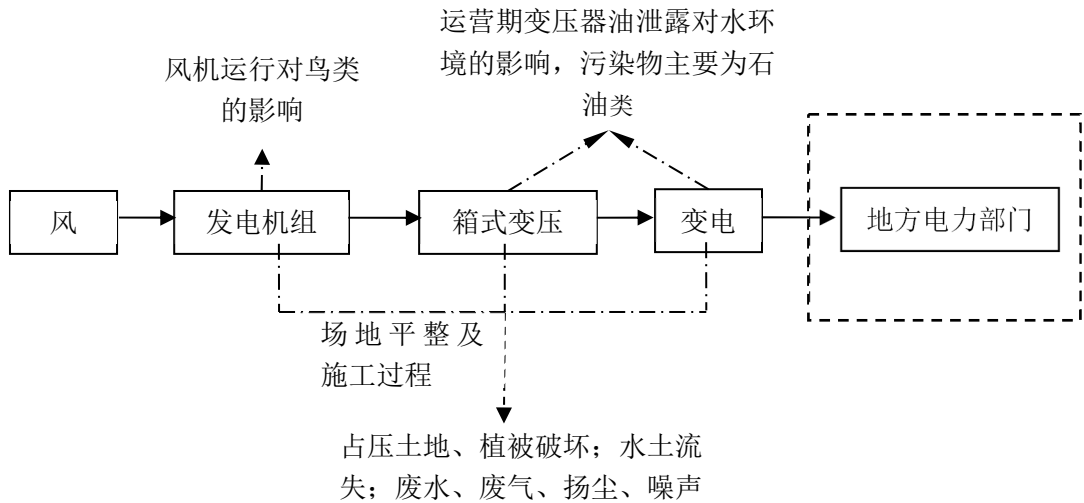 运营期变压器油泄露对水环
境的影响，污染物主要为石
油类
风机运行对鸟类
的影响
风
发电机组
箱式变压
变电
地方电力部门
场地平整及
施工过程
占压土地、植被破坏；水土流
失；废水、废气、扬尘、噪声